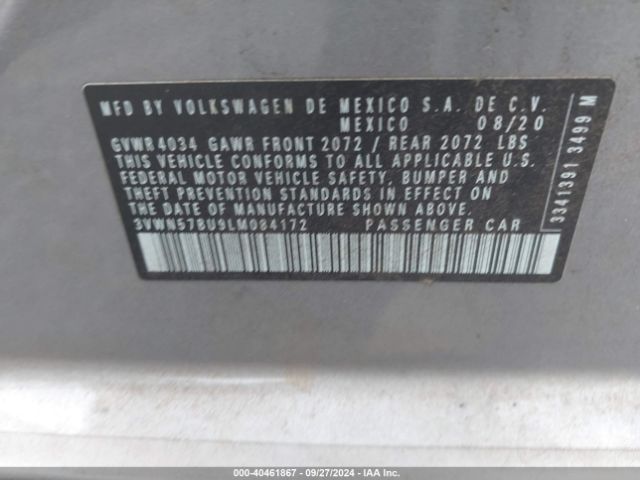 MFD BY VOLKSWAGEN DE MEXICO S.A. DE C.V.
MEXICO 08/20
GVWR 4034 GAWR FRONT 2072 / REAR 2072 LBS
THIS VEHICLE CONFORMS TO ALL APPLICABLE U.S.
FEDERAL MOTOR VEHICLE SAFETY, BUMPER AND
THEFT PREVENTION STANDARDS IN EFFECT ON
THE DATE OF MANUFACTURE SHOWN ABOVE.
3VWN57BU9LM084172 PASSENGER CAR
3341391 3499 M
000-40461867 - 09/27/2024 - IAA Inc.